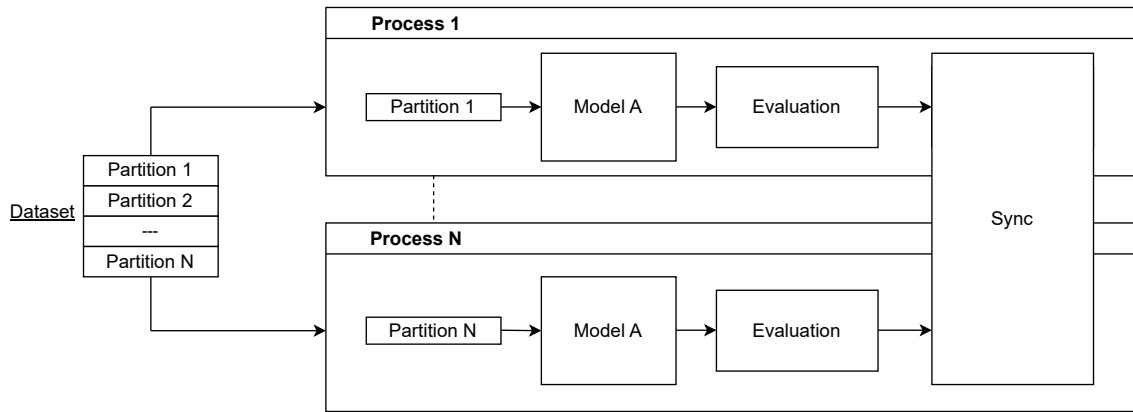 Process 1
Partition 1
Model A
Evaluation
Sync
Dataset
Partition 1
Partition 2
---
Partition N
Process N
Partition N
Model A
Evaluation